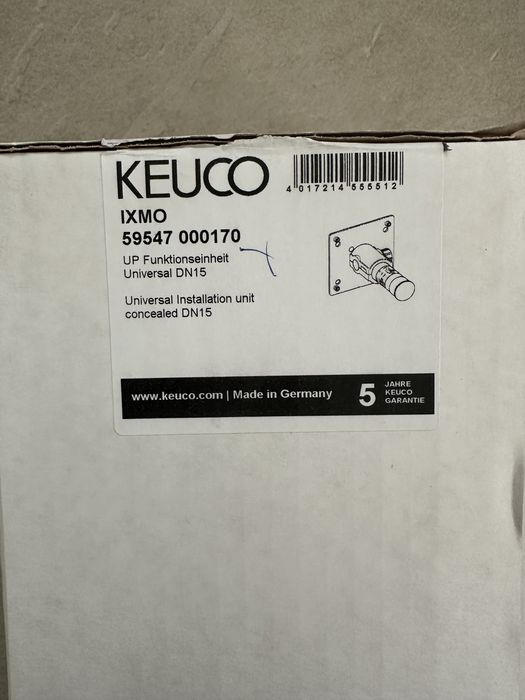 KEUCO
4 017214 555512
IXMO
59547 000170
UP Funktionseinheit
Universal DN15
Universal Installation unit
concealed DN15
www.keuco.com | Made in Germany
5 JAHRE
KEUCO
GARANTIE